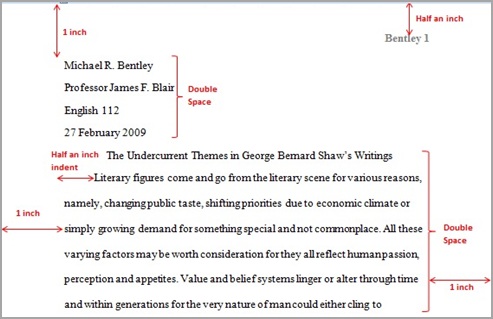 1 inch
Half an inch
Bentley 1
Michael R. Bentley
Professor James F. Blair
English 112
27 February 2009
Double
Space
Half an inch
indent
The Undercurrent Themes in George Bernard Shaw's Writings
Literary figures come and go from the literary scene for various reasons,
namely, changing public taste, shifting priorities due to economic climate or
1 inch
simply growing demand for something special and not commonplace. All these
varying factors may be worth consideration for they all reflect human passion,
perception and appetites. Value and belief systems linger or alter through time
and within generations for the very nature of man could either cling to
Double
Space
1 inch